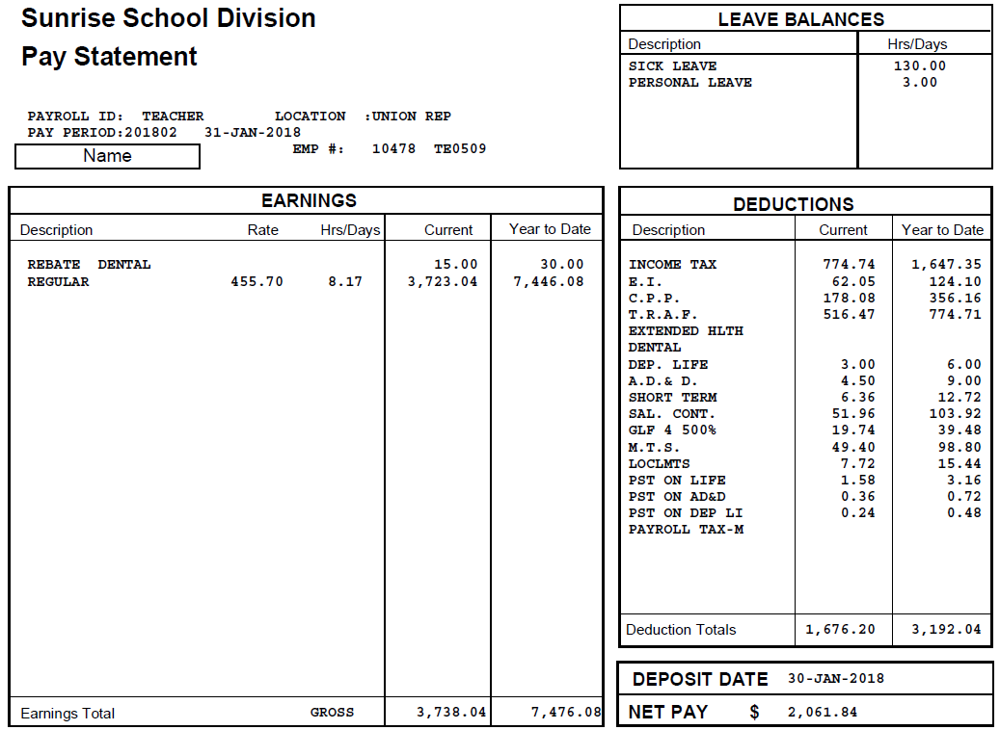 Sunrise School Division
Pay Statement
PAYROLL ID: TEACHER LOCATION :UNION REP
PAY PERIOD:201802 31-JAN-2018
Name
EMP #: 10478 TE0509
LEAVE BALANCES
Description Hrs/Days
SICK LEAVE 130.00
PERSONAL LEAVE 3.00
EARNINGS
Description Rate Hrs/Days Current Year to Date
REBATE DENTAL 15.00 30.00
REGULAR 455.70 8.17 3,723.04 7,446.08
Earnings Total GROSS 3,738.04 7,476.08
DEDUCTIONS
Description Current Year to Date
INCOME TAX 774.74 1,647.35
E.I. 62.05 124.10
C.P.P. 178.08 356.16
T.R.A.F. 516.47 774.71
EXTENDED HLTH
DENTAL
DEP. LIFE 3.00 6.00
A.D.& D. 4.50 9.00
SHORT TERM 6.36 12.72
SAL. CONT. 51.96 103.92
GLF 4 500% 19.74 39.48
M.T.S. 49.40 98.80
LOCLMTS 7.72 15.44
PST ON LIFE 1.58 3.16
PST ON AD&D 0.36 0.72
PST ON DEP LI 0.24 0.48
PAYROLL TAX-M
Deduction Totals 1,676.20 3,192.04
DEPOSIT DATE 30-JAN-2018
NET PAY $ 2,061.84